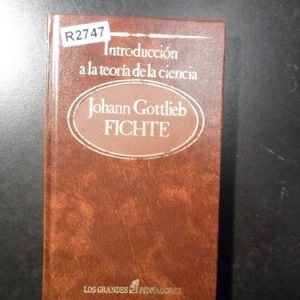 R2747
Introducción
a la teoría de la ciencia
Johann Gottlieb
FICHTE
LOS GRANDES PENSADORES